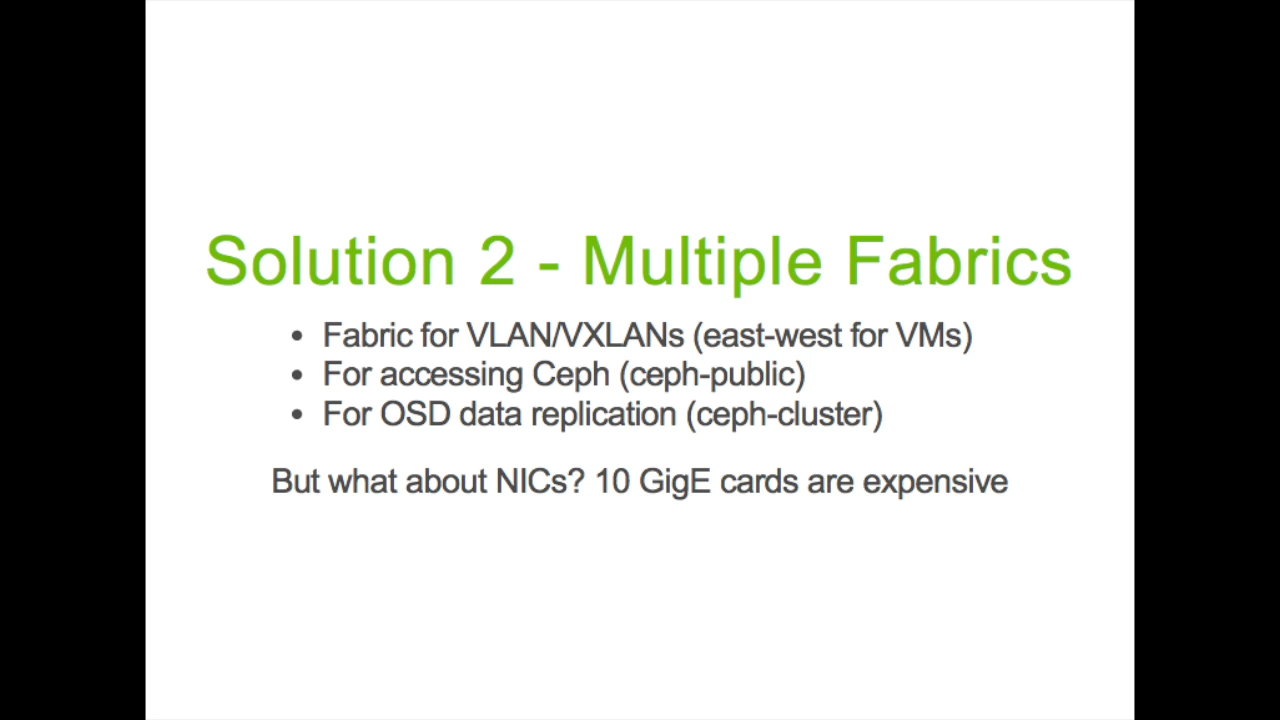 Solution 2 - Multiple Fabrics
• Fabric for VLAN/VXLANs (east-west for VMs)
• For accessing Ceph (ceph-public)
• For OSD data replication (ceph-cluster)
But what about NICs? 10 GigE cards are expensive